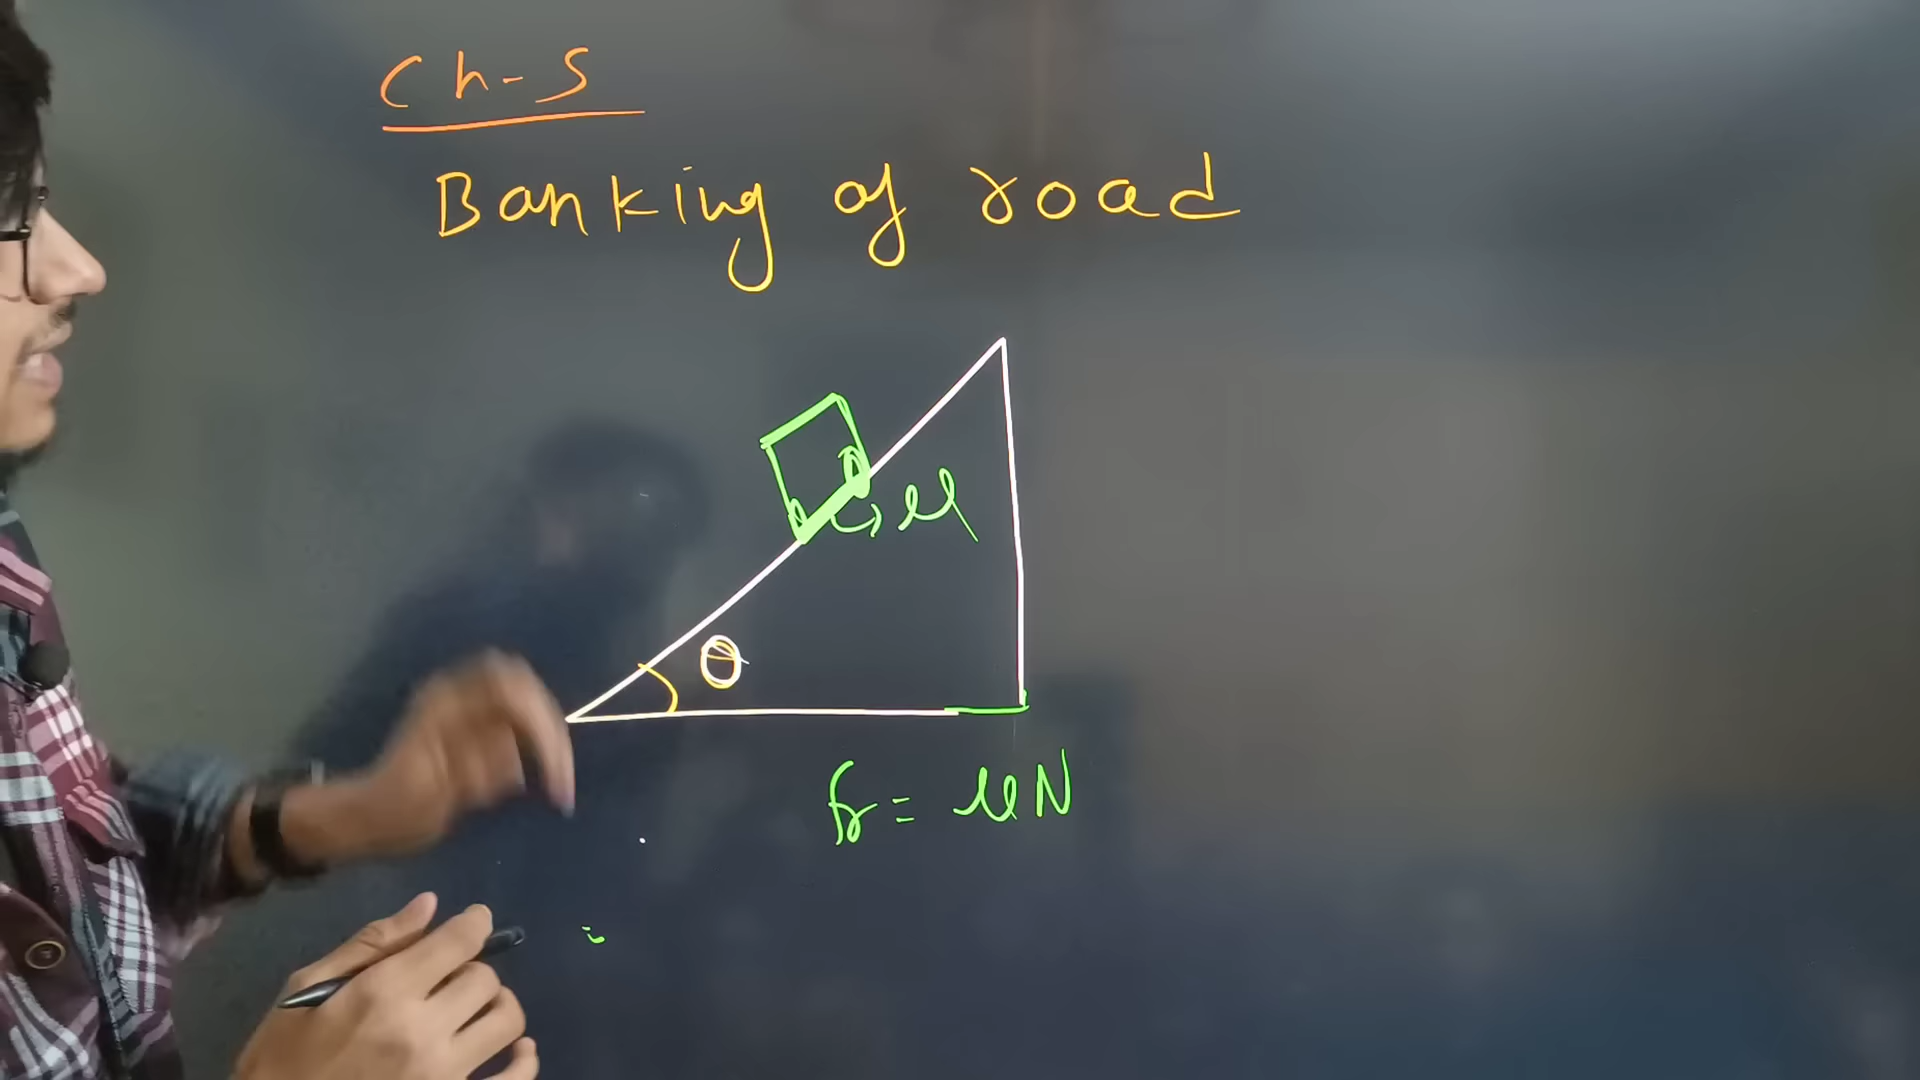 Ch-5
Banking of road
μ
θ
fr = μN